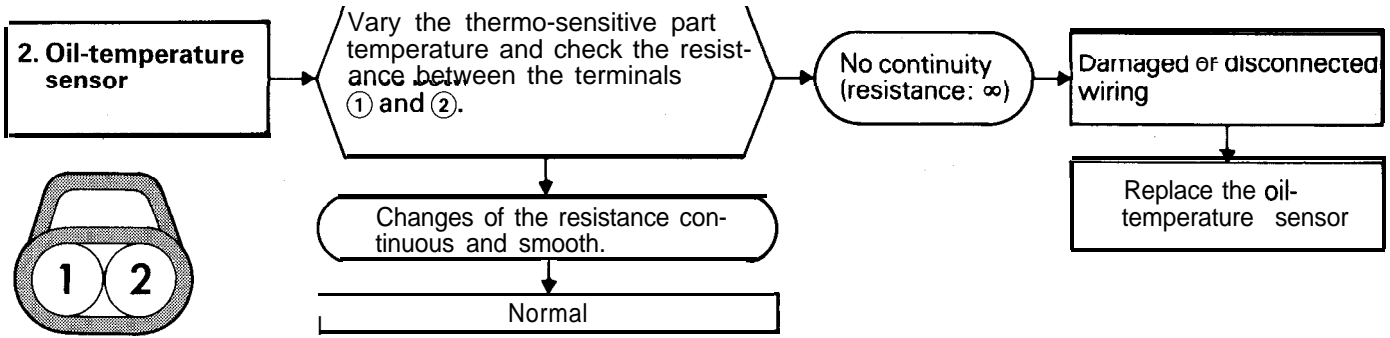 2. Oil-temperature
sensor
Vary the thermo-sensitive part
temperature and check the resist-
ance between the terminals
① and ②.
No continuity
(resistance: ∞)
Damaged or disconnected
wiring
Replace the oil-
temperature sensor
Changes of the resistance con-
tinuous and smooth.
Normal
1 2